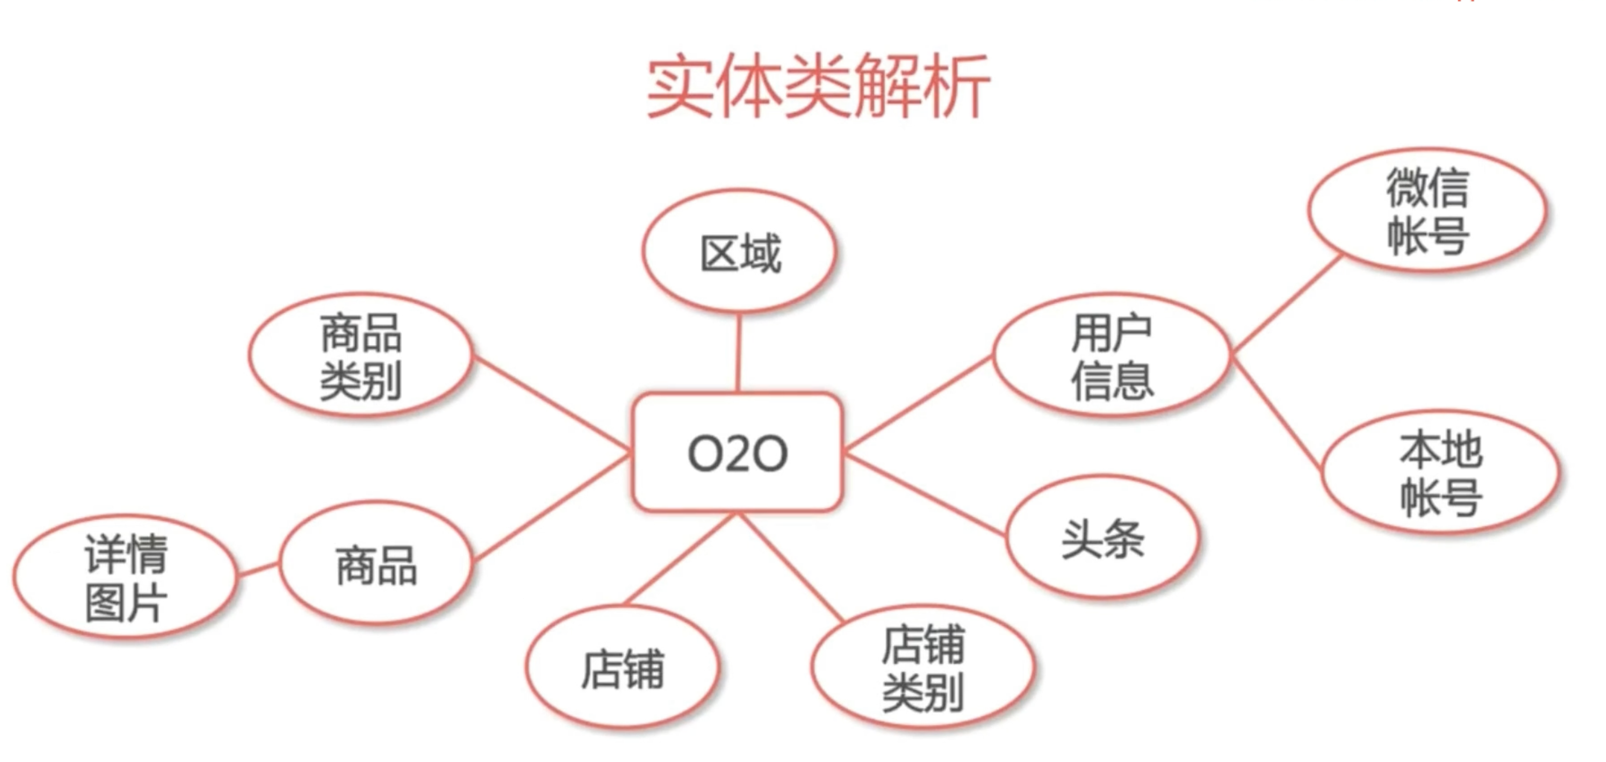 实体类解析
微信
帐号
区域
商品
类别
用户
信息
O2O
本地
帐号
详情
图片
商品
头条
店铺
店铺
类别